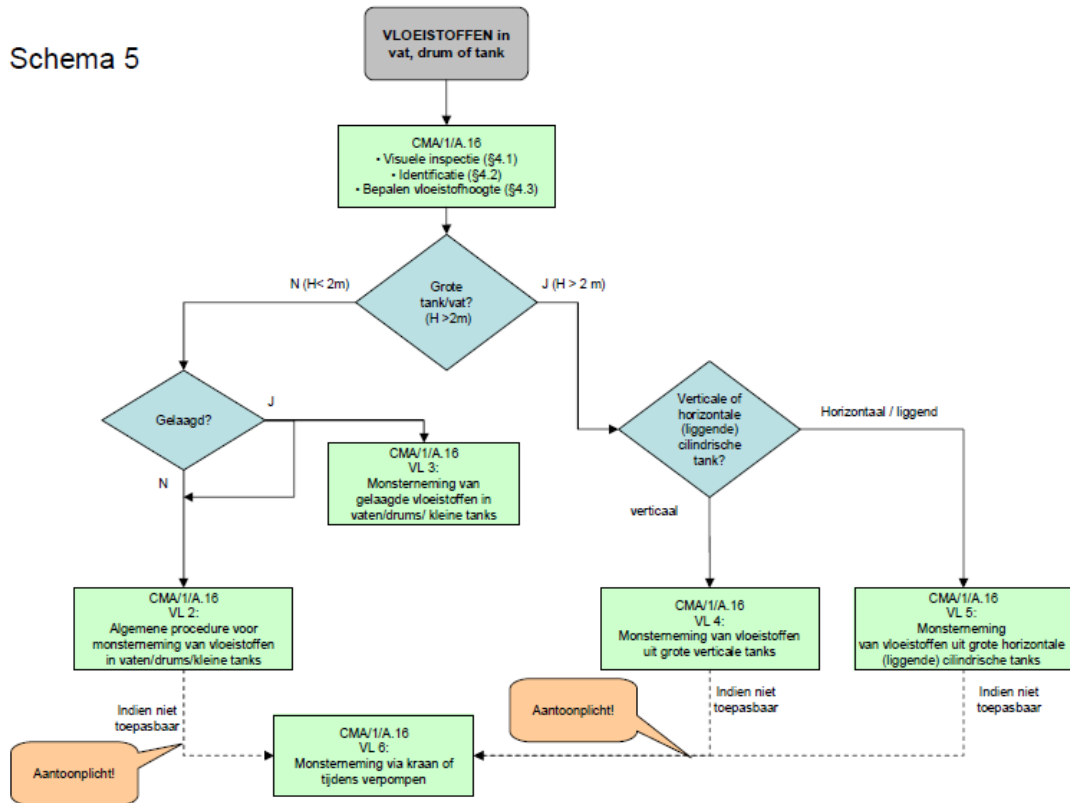 Schema 5
VLOEISTOFFEN in
vat, drum of tank
CMA/1/A.16
• Visuele inspectie (§4.1)
• Identificatie (§4.2)
• Bepalen vloeistofhoogte (§4.3)
N (H< 2m)
Grote
tank/vat?
(H >2m)
J (H > 2 m)
Gelaagd?
J
N
CMA/1/A.16
VL 3:
Monsterneming van
gelaagde vloeistoffen in
vaten/drums/ kleine tanks
Verticale of
horizontale
(liggende)
cilindrische
tank?
Horizontaal / liggend
verticaal
CMA/1/A.16
VL 2:
Algemene procedure voor
monsterneming van vloeistoffen
in vaten/drums/kleine tanks
CMA/1/A.16
VL 4:
Monsterneming van vloeistoffen
uit grote verticale tanks
CMA/1/A.16
VL 5:
Monsterneming
van vloeistoffen uit grote horizontale
(liggende) cilindrische tanks
Indien niet
toepasbaar
Indien niet
toepasbaar
Indien niet
toepasbaar
Aantoonplicht!
Aantoonplicht!
CMA/1/A.16
VL 6:
Monsterneming via kraan of
tijdens verpompen